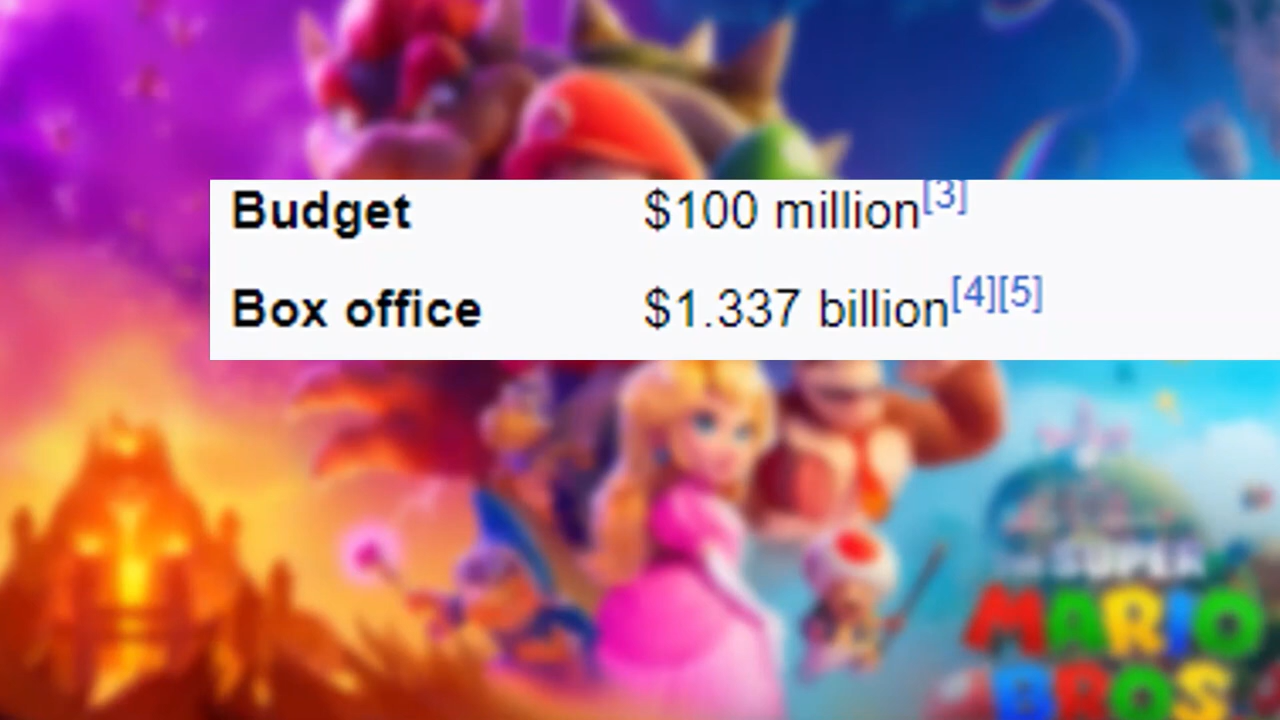 Budget $100 million[3]
Box office $1.337 billion[4][5]
SUPER
MARIO
BROS